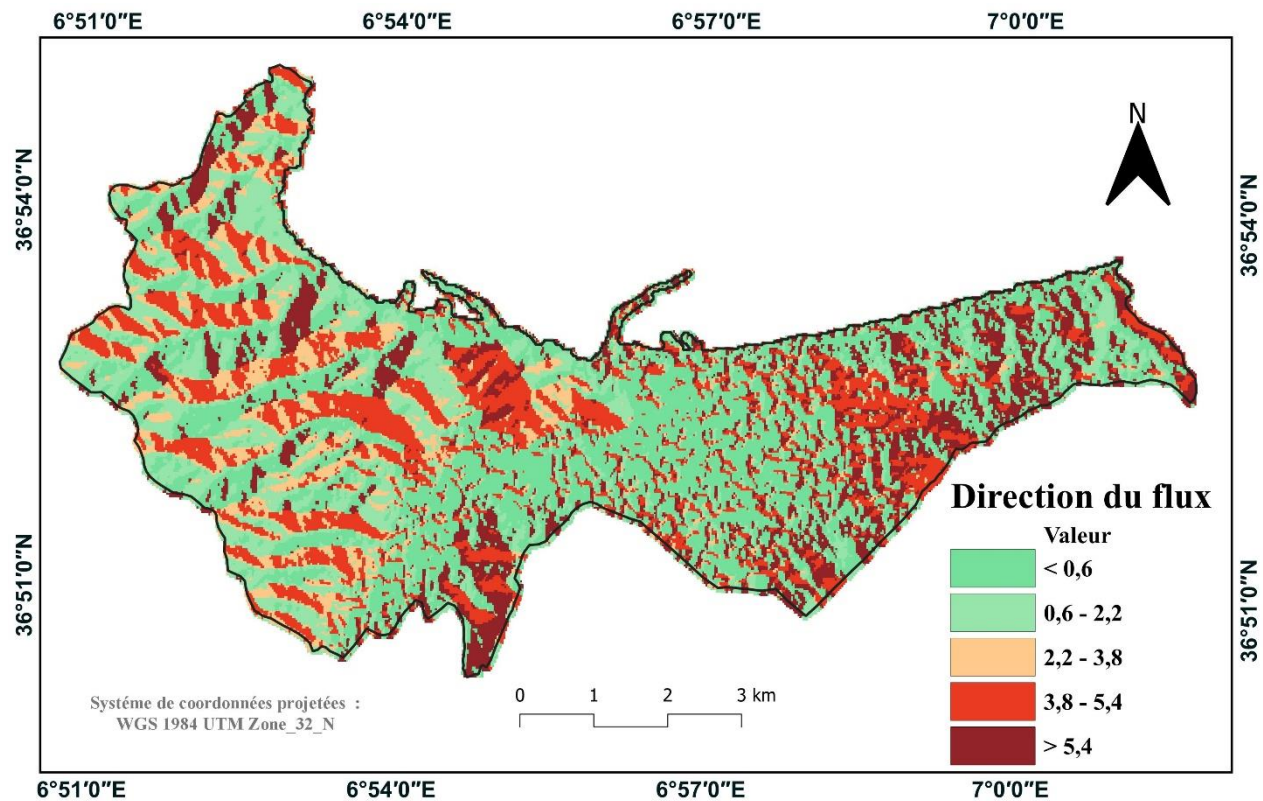 6°51′0″E 6°54′0″E 6°57′0″E 7°0′0″E
N
36°54′0″N
36°54′0″N
36°51′0″N
36°51′0″N
Direction du flux
Valeur
< 0,6
0,6 - 2,2
2,2 - 3,8
3,8 - 5,4
> 5,4
Systéme de coordonnées projetées :
WGS 1984 UTM Zone_32_N
0 1 2 3 km
6°51′0″E 6°54′0″E 6°57′0″E 7°0′0″E